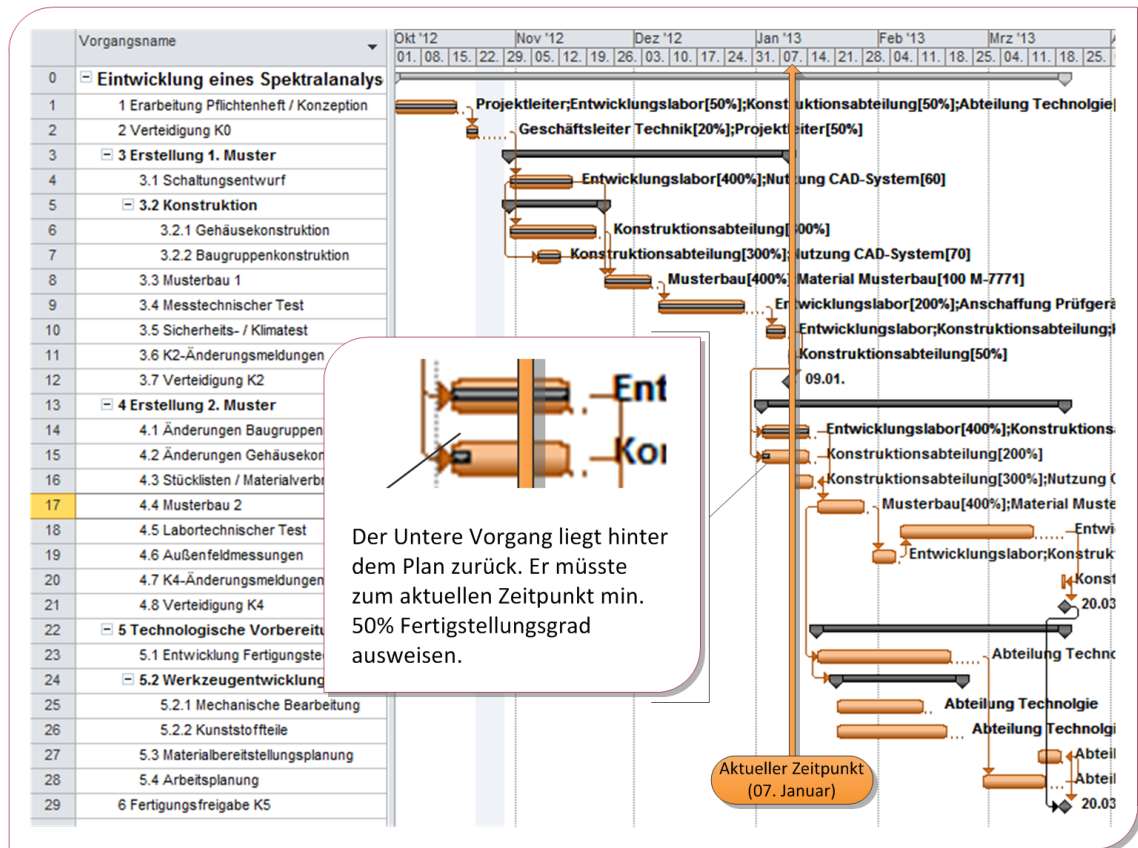 Vorgangsname
Okt '12 Nov '12 Dez '12 Jan '13 Feb '13 Mrz '13
01. 08. 15. 22. 29. 05. 12. 19. 26. 03. 10. 17. 24. 31. 07. 14. 21. 28. 04. 11. 18. 25. 04. 11. 18. 25.
0 Eintwicklung eines Spektralanalys
1 1 Erarbeitung Pflichtenheft / Konzeption Projektleiter;Entwicklungslabor[50%];Konstruktionsabteilung[50%];Abteilung Technolgie[
2 2 Verteidigung K0 Geschäftsleiter Technik[20%];Projektleiter[50%]
3 3 Erstellung 1. Muster
4 3.1 Schaltungsentwurf Entwicklungslabor[400%];Nutzung CAD-System[60]
5 3.2 Konstruktion
6 3.2.1 Gehäusekonstruktion Konstruktionsabteilung[300%]
7 3.2.2 Baugruppenkonstruktion Konstruktionsabteilung[300%];Nutzung CAD-System[70]
8 3.3 Musterbau 1 Musterbau[400%];Material Musterbau[100 M-7771]
9 3.4 Messtechnischer Test Entwicklungslabor[200%];Anschaffung Prüfgerä
10 3.5 Sicherheits- / Klimatest Entwicklungslabor;Konstruktionsabteilung;
11 3.6 K2-Änderungsmeldungen Konstruktionsabteilung[50%]
12 3.7 Verteidigung K2 09.01.
13 4 Erstellung 2. Muster
14 4.1 Änderungen Baugruppen Entwicklungslabor[400%];Konstruktions
15 4.2 Änderungen Gehäusekor Konstruktionsabteilung[200%]
16 4.3 Stücklisten / Materialverbr Konstruktionsabteilung[300%];Nutzung
17 4.4 Musterbau 2 Musterbau[400%];Material Muste
18 4.5 Labortechnischer Test Entwi
19 4.6 Außenfeldmessungen Entwicklungslabor;Konstruk
20 4.7 K4-Änderungsmeldungen Konst
21 4.8 Verteidigung K4 20.03
22 5 Technologische Vorbereitu
23 5.1 Entwicklung Fertigungste Abteilung Techno
24 5.2 Werkzeugentwicklung
25 5.2.1 Mechanische Bearbeitung Abteilung Technolgie
26 5.2.2 Kunststoffteile Abteilung Technolgi
27 5.3 Materialbereitstellungsplanung Abteil
28 5.4 Arbeitsplanung Abteil
29 6 Fertigungsfreigabe K5 20.03
Ent
Kor
Der Untere Vorgang liegt hinter
dem Plan zurück. Er müsste
zum aktuellen Zeitpunkt min.
50% Fertigstellungsgrad
ausweisen.
Aktueller Zeitpunkt
(07. Januar)